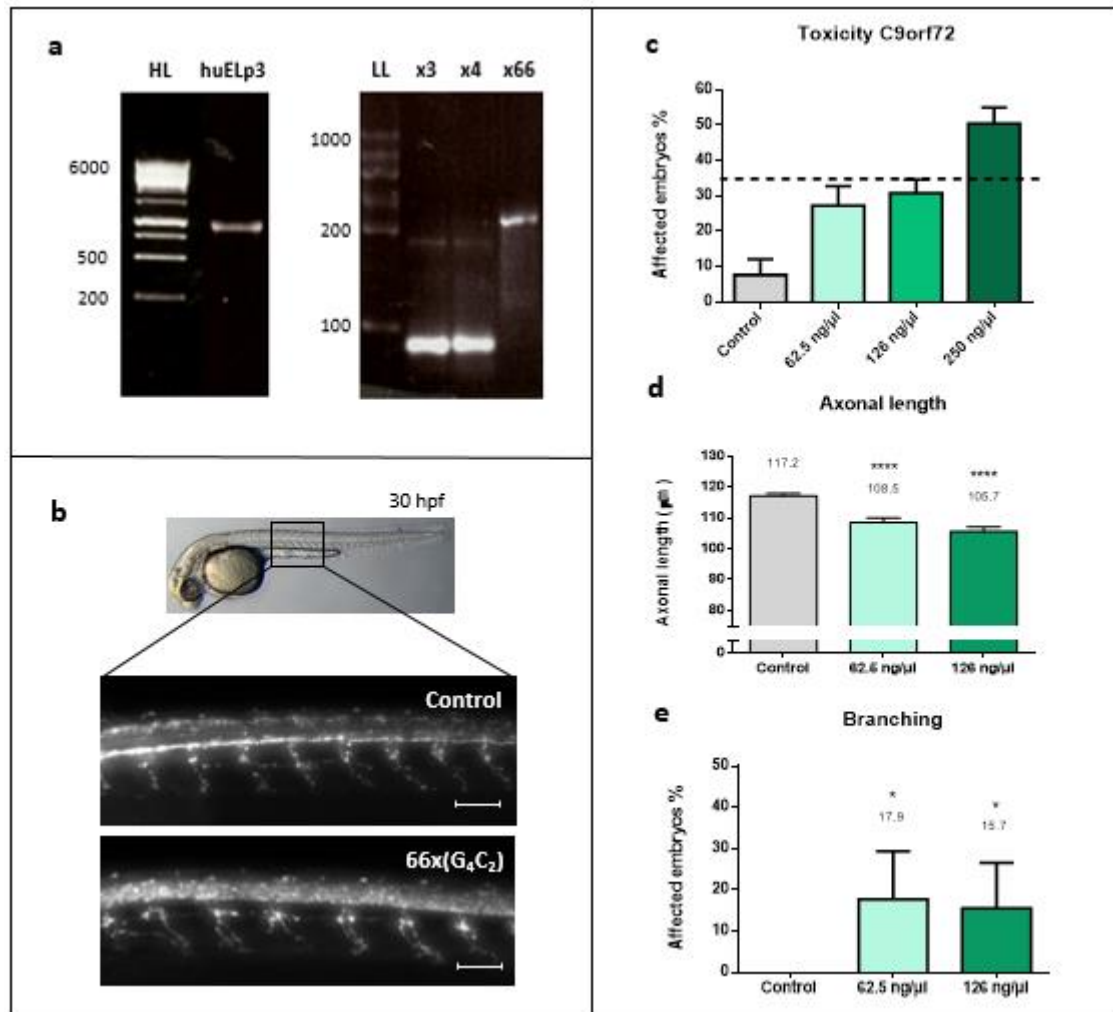 a
HL huELp3 LL x3 x4 x66
6000
500
200
1000
200
100
b
30 hpf
Control
66x(G₄C₂)
c
Toxicity C9orf72
Affected embryos %
60
50
40
30
20
10
0
Control
62.5 ng/µl
126 ng/µl
250 ng/µl
d
Axonal length
Axonal length (µm)
130
120
110
100
90
80
0
117.2
****
108.5
****
105.7
Control 62.5 ng/µl 126 ng/µl
e
Branching
Affected embryos %
50
40
30
20
10
0
*
17.9
*
15.7
Control 62.5 ng/µl 126 ng/µl